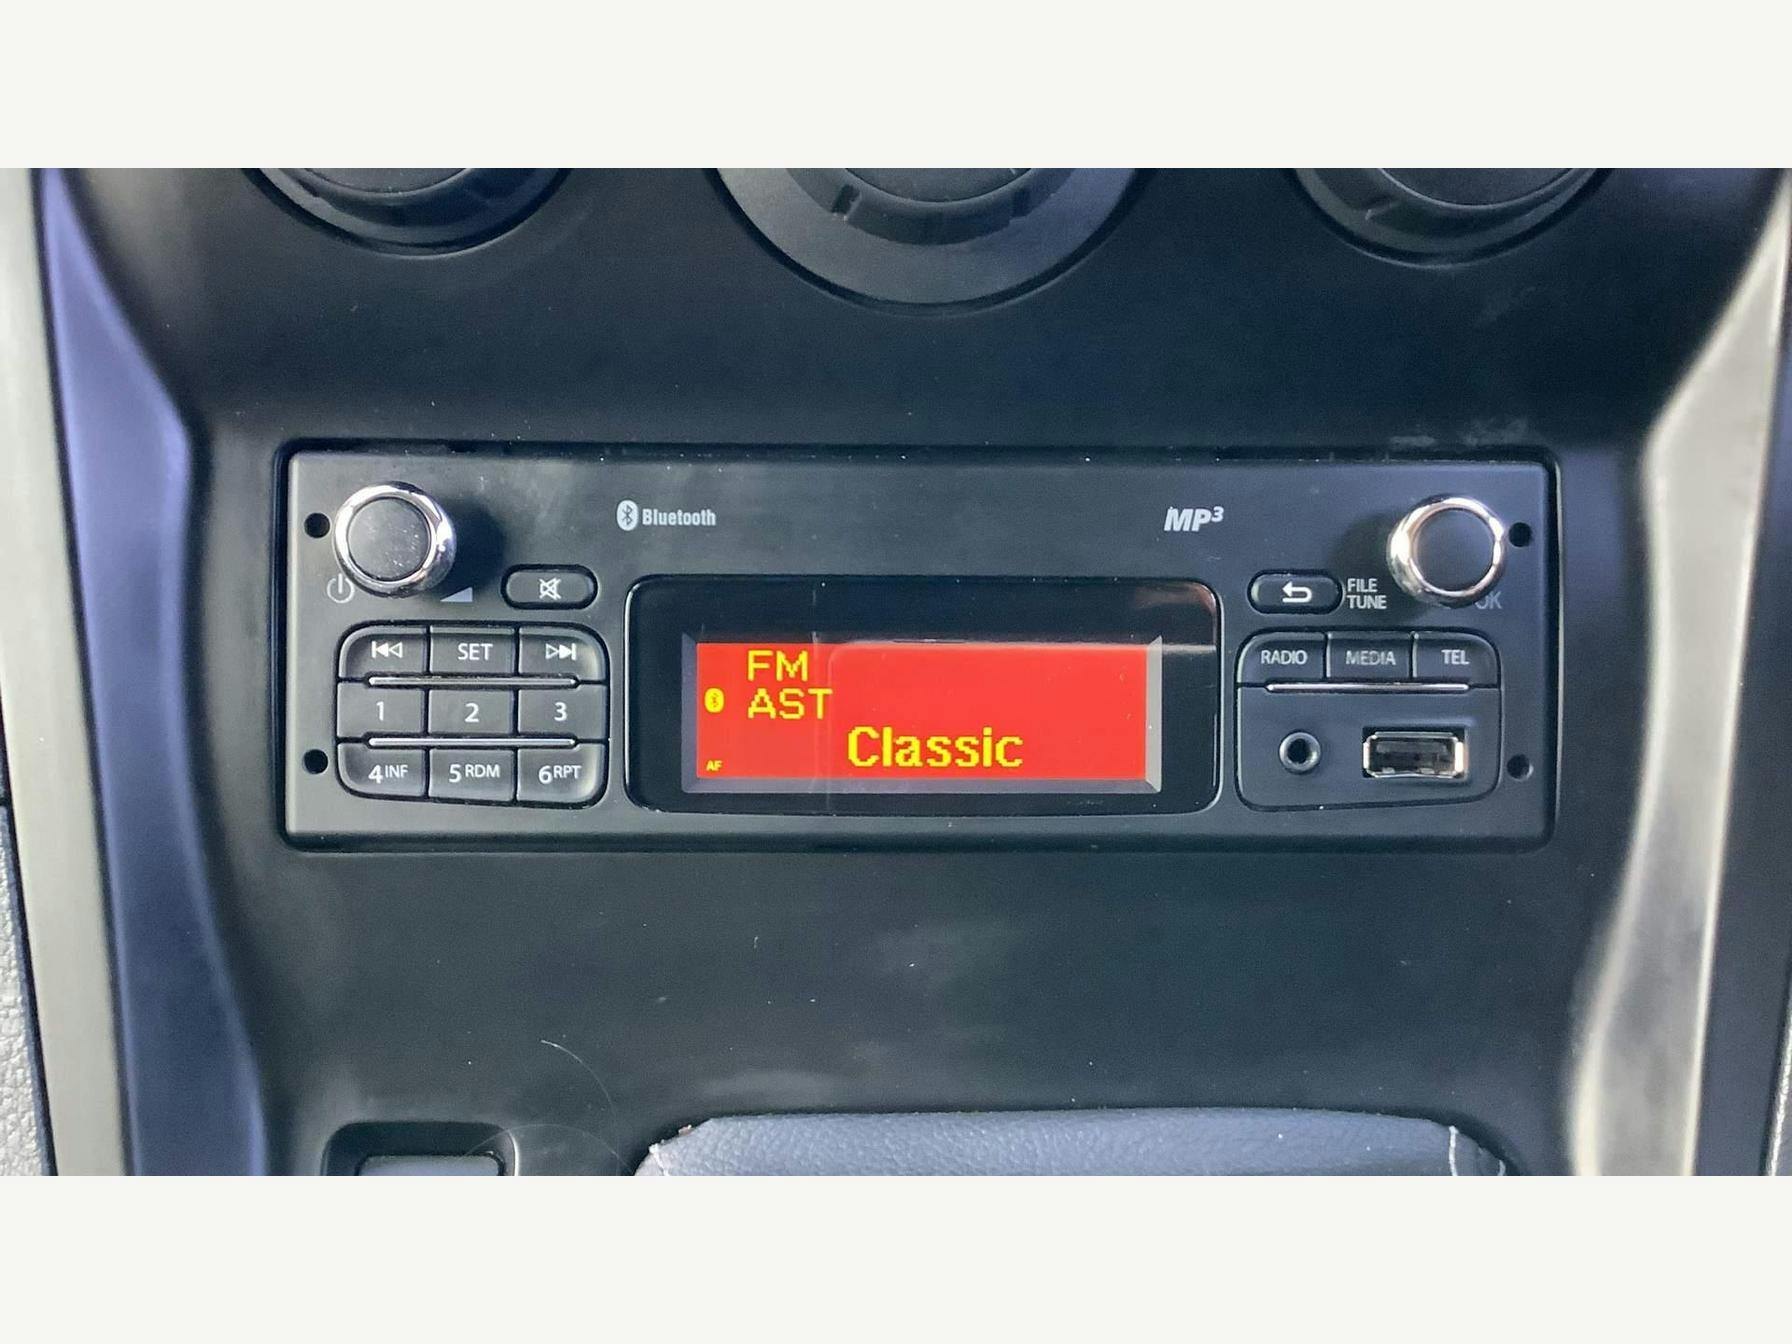 Bluetooth
MP3
FILE
TUNE
OK
SET
RADIO MEDIA TEL
1 2 3
4 INF 5 RDM 6 RPT
FM
AST
Classic
AF